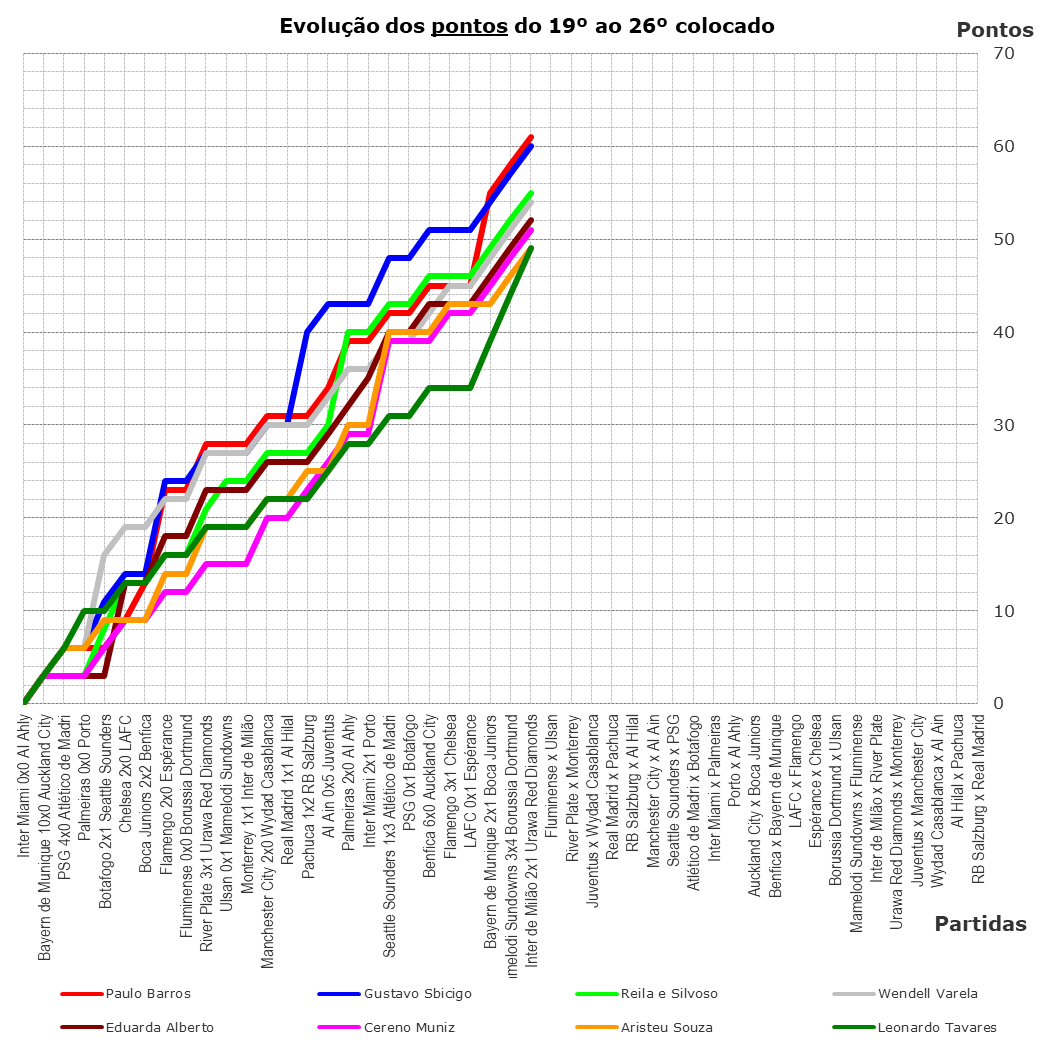 Evolução dos pontos do 19º ao 26º colocado
Pontos
70
60
50
40
30
20
10
0
Inter Miami 0x0 Al Ahly
Bayern de Munique 10x0 Auckland City
PSG 4x0 Atlético de Madri
Palmeiras 0x0 Porto
Botafogo 2x1 Seattle Sounders
Chelsea 2x0 LAFC
Boca Juniors 2x2 Benfica
Flamengo 2x0 Espérance
Fluminense 0x0 Borussia Dortmund
River Plate 3x1 Urawa Red Diamonds
Ulsan 0x1 Mamelodi Sundowns
Monterrey 1x1 Inter de Milão
Manchester City 2x0 Wydad Casablanca
Real Madrid 1x1 Al Hilal
Pachuca 1x2 RB Salzburg
Al Ain 0x5 Juventus
Palmeiras 2x0 Al Ahly
Inter Miami 2x1 Porto
Seattle Sounders 1x3 Atlético de Madri
PSG 0x1 Botafogo
Benfica 6x0 Auckland City
Flamengo 3x1 Chelsea
LAFC 0x1 Espérance
Bayern de Munique 2x1 Boca Juniors
melodi Sundowns 3x4 Borussia Dortmund
Inter de Milão 2x1 Urawa Red Diamonds
Fluminense x Ulsan
River Plate x Monterrey
Juventus x Wydad Casablanca
Real Madrid x Pachuca
RB Salzburg x Al Hilal
Manchester City x Al Ain
Seattle Sounders x PSG
Atlético de Madri x Botafogo
Inter Miami x Palmeiras
Porto x Al Ahly
Auckland City x Boca Juniors
Benfica x Bayern de Munique
LAFC x Flamengo
Espérance x Chelsea
Borussia Dortmund x Ulsan
Mamelodi Sundowns x Fluminense
Inter de Milão x River Plate
Urawa Red Diamonds x Monterrey
Juventus x Manchester City
Wydad Casablanca x Al Ain
Al Hilal x Pachuca
RB Salzburg x Real Madrid
Partidas
Paulo Barros
Gustavo Sbicigo
Reila e Silvoso
Wendell Varela
Eduarda Alberto
Cereno Muniz
Aristeu Souza
Leonardo Tavares